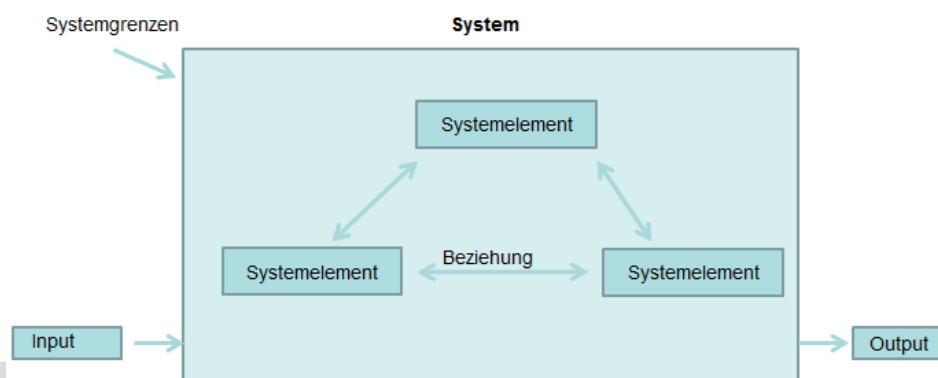 Systemgrenzen
System
Systemelement
Beziehung
Systemelement
Systemelement
Input
Output